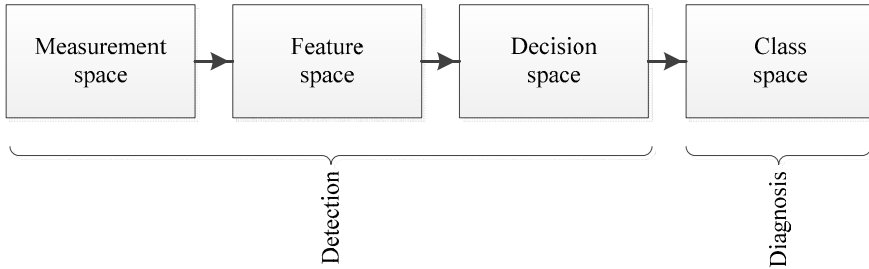 Measurement
space
Feature
space
Decision
space
Class
space
Detection
Diagnosis